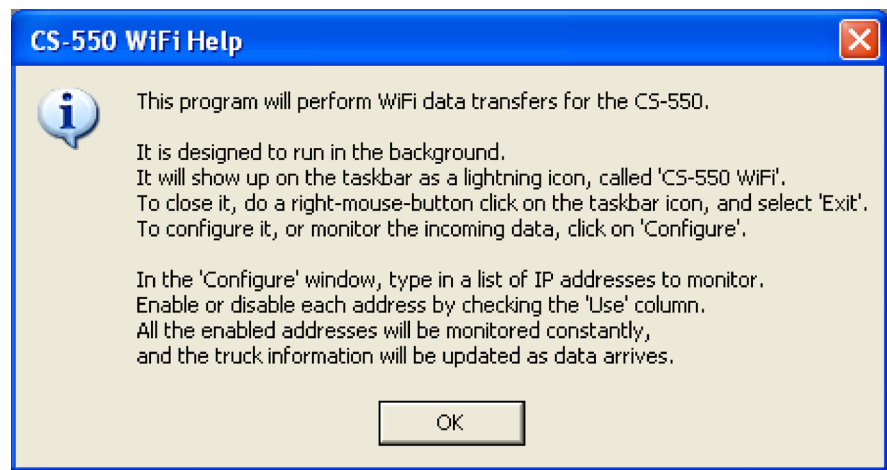 CS-550 WiFi Help
This program will perform WiFi data transfers for the CS-550.
It is designed to run in the background.
It will show up on the taskbar as a lightning icon, called 'CS-550 WiFi'.
To close it, do a right-mouse-button click on the taskbar icon, and select 'Exit'.
To configure it, or monitor the incoming data, click on 'Configure'.
In the 'Configure' window, type in a list of IP addresses to monitor.
Enable or disable each address by checking the 'Use' column.
All the enabled addresses will be monitored constantly,
and the truck information will be updated as data arrives.
OK